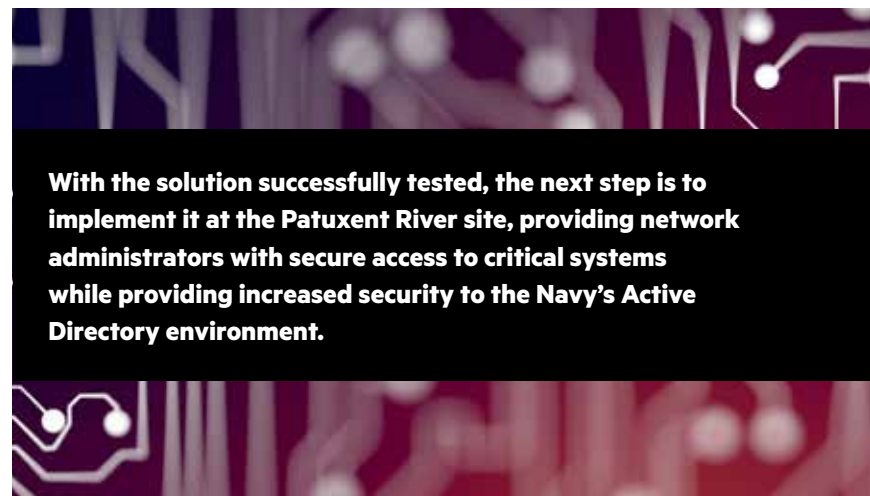 With the solution successfully tested, the next step is to
implement it at the Patuxent River site, providing network
administrators with secure access to critical systems
while providing increased security to the Navy’s Active
Directory environment.